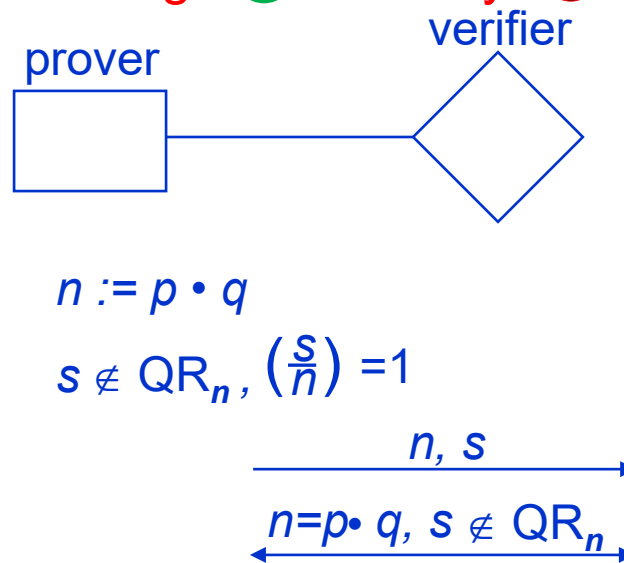 verifier
prover
n := p • q
s ∉ QRₙ, (s/n) =1
n, s
n=p• q, s ∉ QRₙ